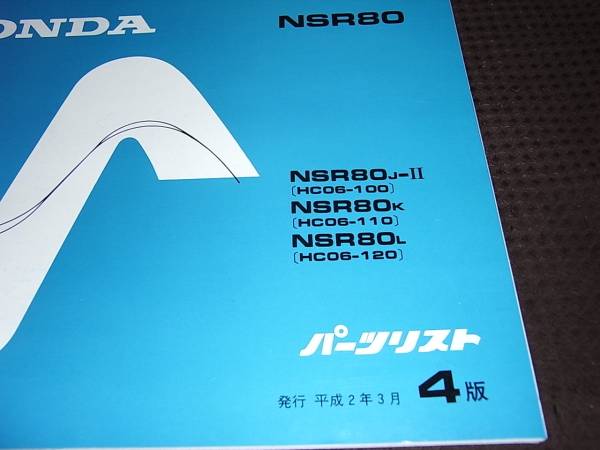 ONDA
NSR80
NSR80J-II
[HC06-100]
NSR80K
[HC06-110]
NSR80L
[HC06-120]
パーツリスト
発行 平成2年3月 4版